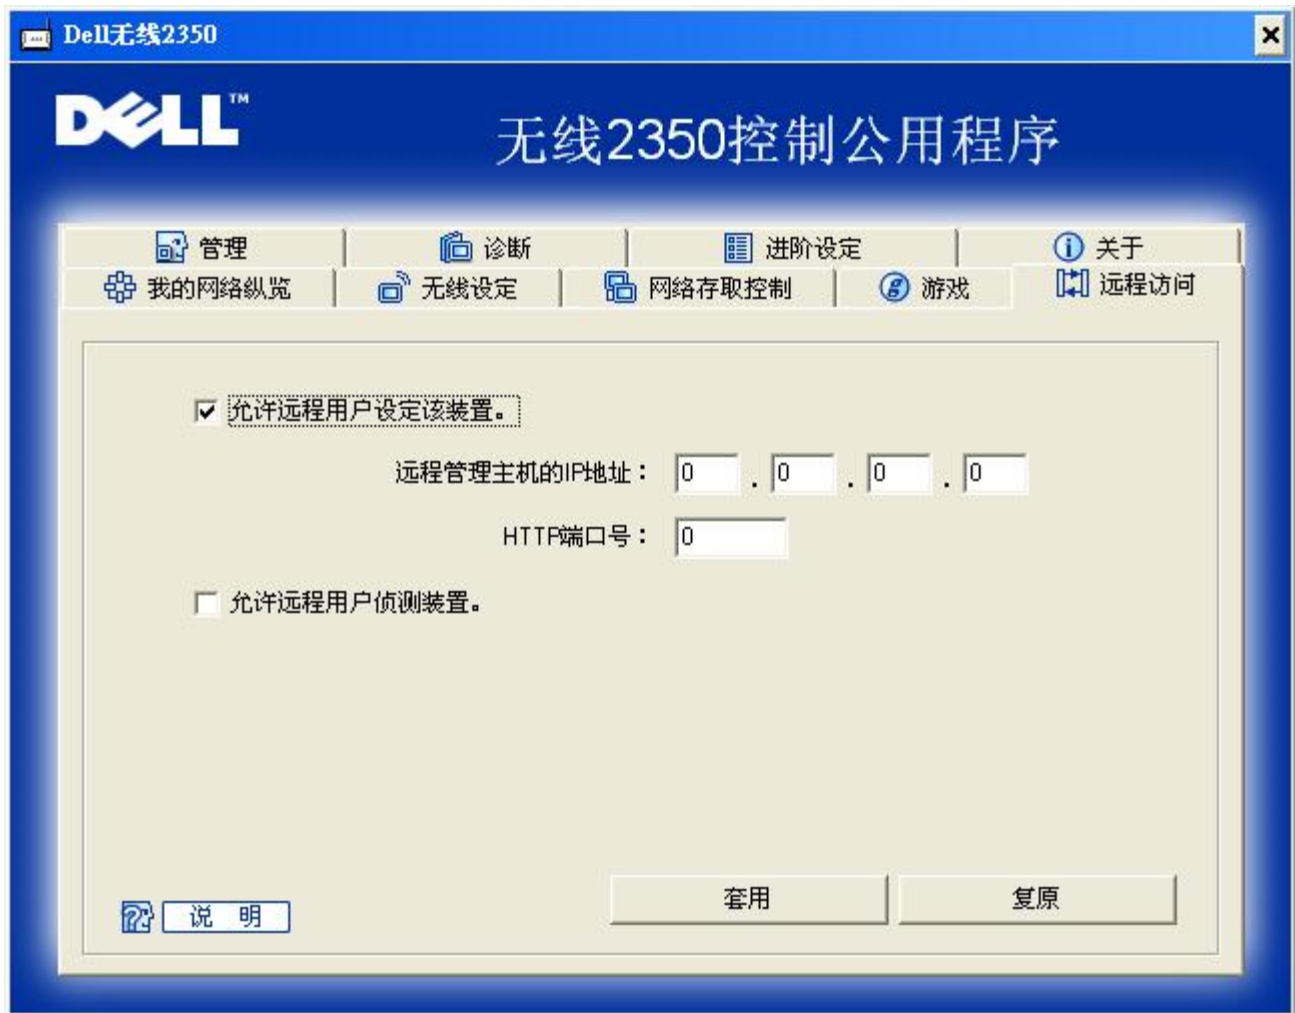 Dell无线2350
DELL™
无线2350控制公用程序
管理 诊断 进阶设定 关于
我的网络纵览 无线设定 网络存取控制 游戏 远程访问
允许远程用户设定该装置。
远程管理主机的IP地址: 0 . 0 . 0 . 0
HTTP端口号: 0
允许远程用户侦测装置。
说 明 套用 复原